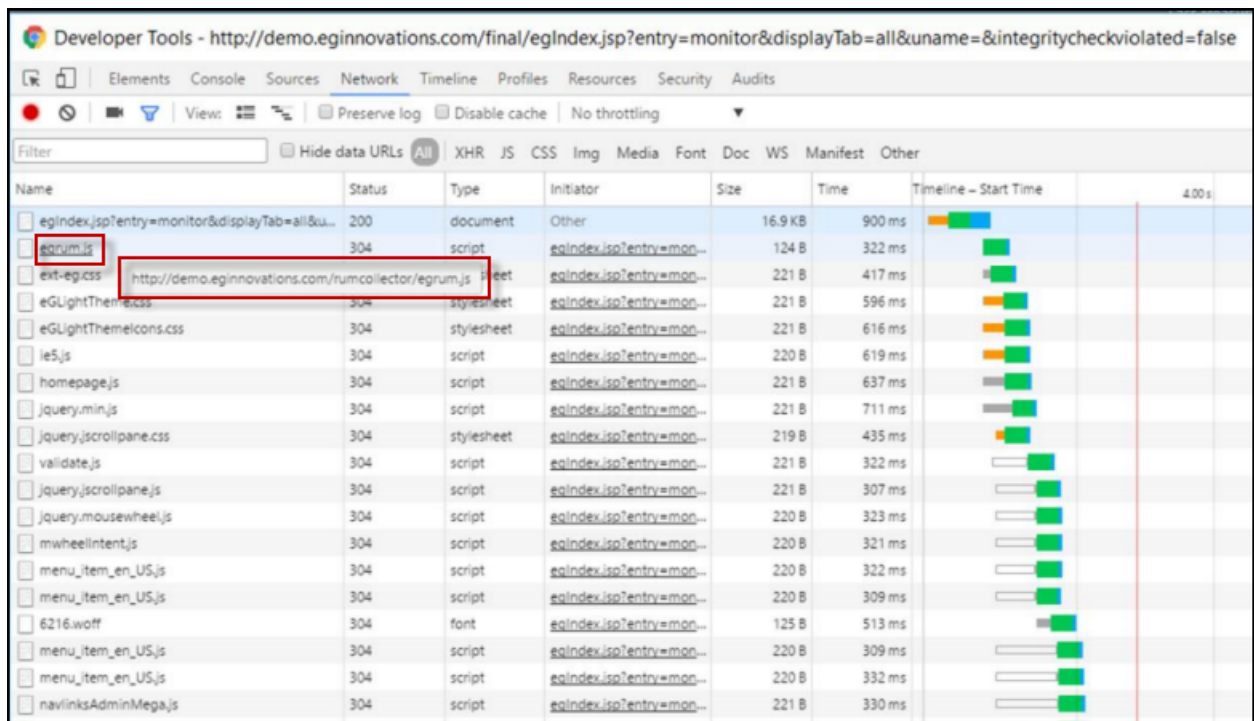 Developer Tools - http://demo.eginnovations.com/final/egIndex.jsp?entry=monitor&displayTab=all&uname=&integritycheckviolated=false
Elements Console Sources Network Timeline Profiles Resources Security Audits
View: Preserve log Disable cache No throttling
Filter Hide data URLs All XHR JS CSS Img Media Font Doc WS Manifest Other
Name Status Type Initiator Size Time Timeline – Start Time 4.00 s
egIndex.jsp?entry=monitor&displayTab=all&u... 200 document Other 16.9 KB 900 ms
egrum.js 304 script egIndex.jsp?entry=mon... 124 B 322 ms
ext-eg.css sheet egIndex.jsp?entry=mon... 221 B 417 ms
http://demo.eginnovations.com/rumcollector/egrum.js
eGLightTheme.css 304 stylesheet egIndex.jsp?entry=mon... 221 B 596 ms
eGLightThemeIcons.css 304 stylesheet egIndex.jsp?entry=mon... 221 B 616 ms
ie5.js 304 script egIndex.jsp?entry=mon... 220 B 619 ms
homepage.js 304 script egIndex.jsp?entry=mon... 221 B 637 ms
jquery.min.js 304 script egIndex.jsp?entry=mon... 221 B 711 ms
jquery.jscrollpane.css 304 stylesheet egIndex.jsp?entry=mon... 219 B 435 ms
validate.js 304 script egIndex.jsp?entry=mon... 221 B 322 ms
jquery.jscrollpane.js 304 script egIndex.jsp?entry=mon... 221 B 307 ms
jquery.mousewheel.js 304 script egIndex.jsp?entry=mon... 220 B 323 ms
mwheelIntent.js 304 script egIndex.jsp?entry=mon... 220 B 321 ms
menu_item_en_US.js 304 script egIndex.jsp?entry=mon... 220 B 322 ms
menu_item_en_US.js 304 script egIndex.jsp?entry=mon... 220 B 309 ms
6216.woff 304 font egIndex.jsp?entry=mon... 125 B 513 ms
menu_item_en_US.js 304 script egIndex.jsp?entry=mon... 220 B 309 ms
menu_item_en_US.js 304 script egIndex.jsp?entry=mon... 220 B 332 ms
navlinksAdminMega.js 304 script egIndex.jsp?entry=mon... 221 B 330 ms